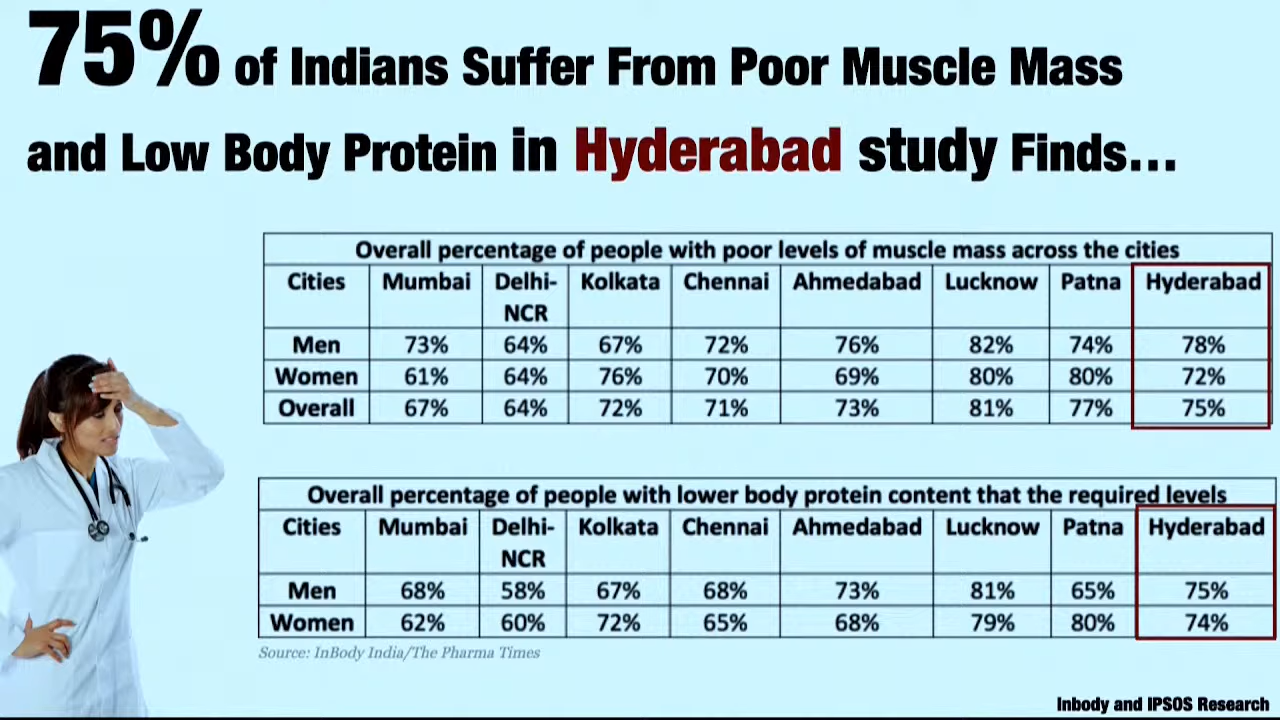 75% of Indians Suffer From Poor Muscle Mass
and Low Body Protein in Hyderabad study Finds...
Overall percentage of people with poor levels of muscle mass across the cities
Cities Mumbai Delhi-NCR Kolkata Chennai Ahmedabad Lucknow Patna Hyderabad
Men 73% 64% 67% 72% 76% 82% 74% 78%
Women 61% 64% 76% 70% 69% 80% 80% 72%
Overall 67% 64% 72% 71% 73% 81% 77% 75%
Overall percentage of people with lower body protein content that the required levels
Cities Mumbai Delhi-NCR Kolkata Chennai Ahmedabad Lucknow Patna Hyderabad
Men 68% 58% 67% 68% 73% 81% 65% 75%
Women 62% 60% 72% 65% 68% 79% 80% 74%
Source: InBody India/The Pharma Times
Inbody and IPSOS Research